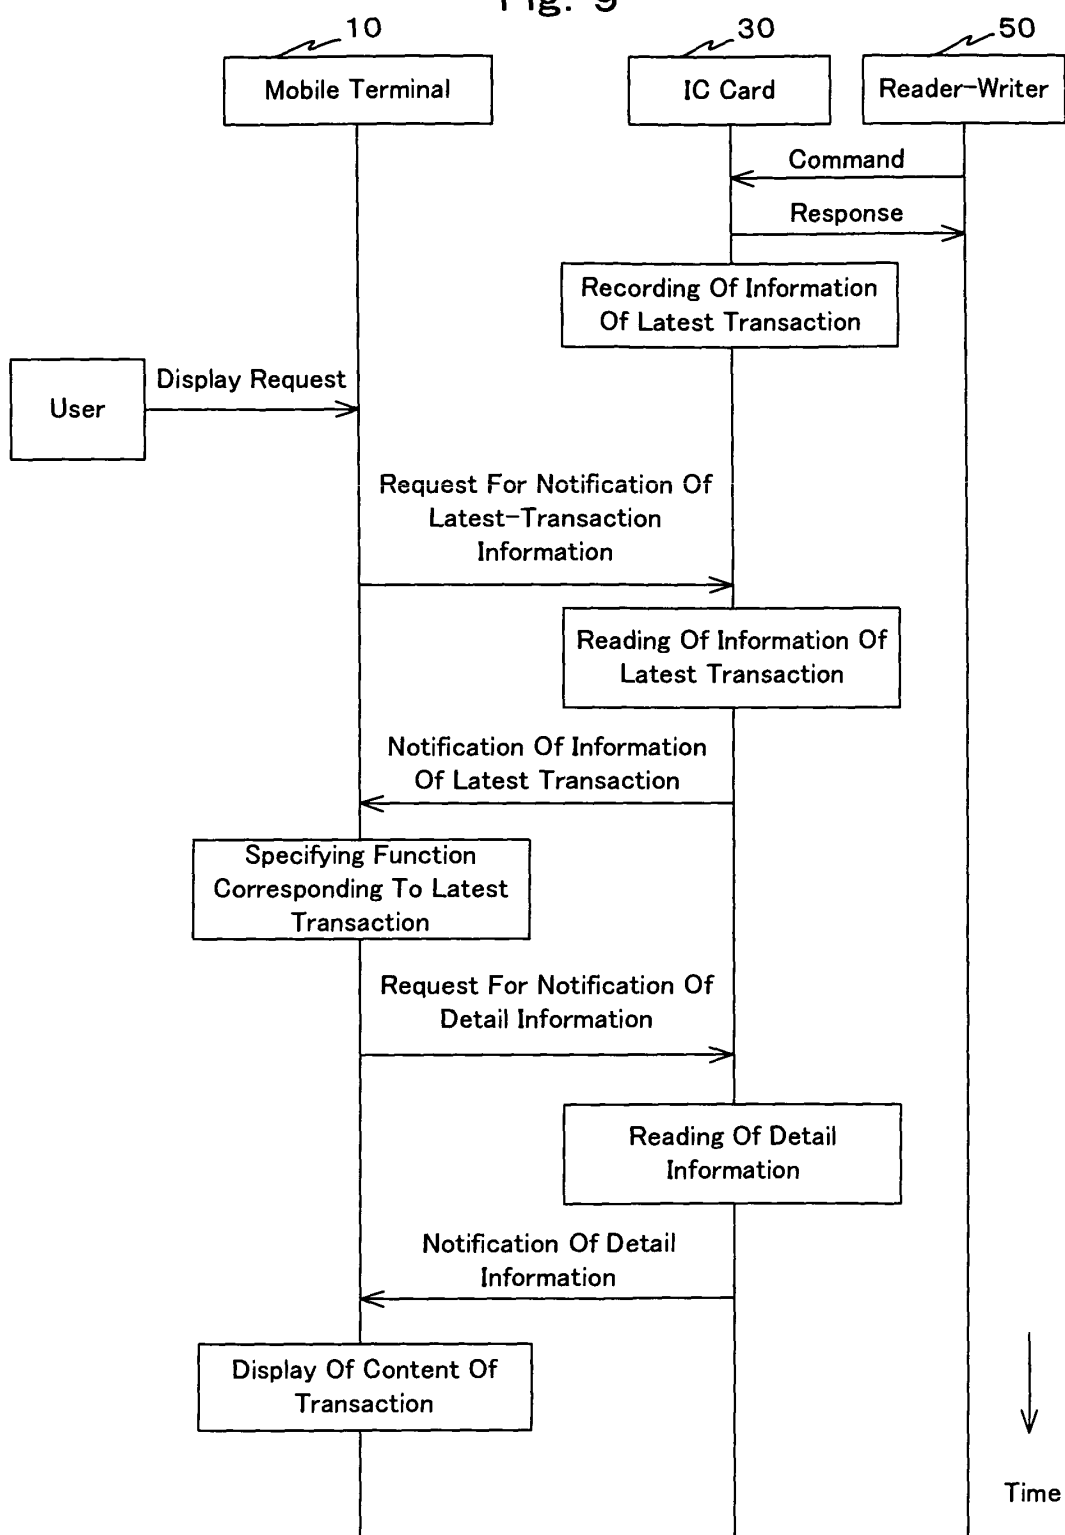 10
30
50
Mobile Terminal
IC Card
Reader-Writer
Command
Response
Recording Of Information
Of Latest Transaction
User
Display Request
Request For Notification Of
Latest-Transaction
Information
Reading Of Information Of
Latest Transaction
Notification Of Information
Of Latest Transaction
Specifying Function
Corresponding To Latest
Transaction
Request For Notification Of
Detail Information
Reading Of Detail
Information
Notification Of Detail
Information
Display Of Content Of
Transaction
Time